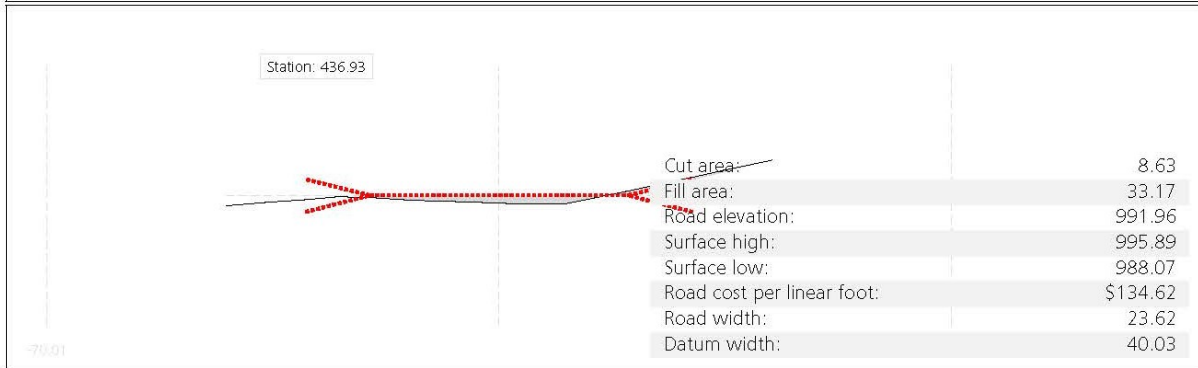 Station: 436.93
Cut area: 8.63
Fill area: 33.17
Road elevation: 991.96
Surface high: 995.89
Surface low: 988.07
Road cost per linear foot: $134.62
Road width: 23.62
Datum width: 40.03